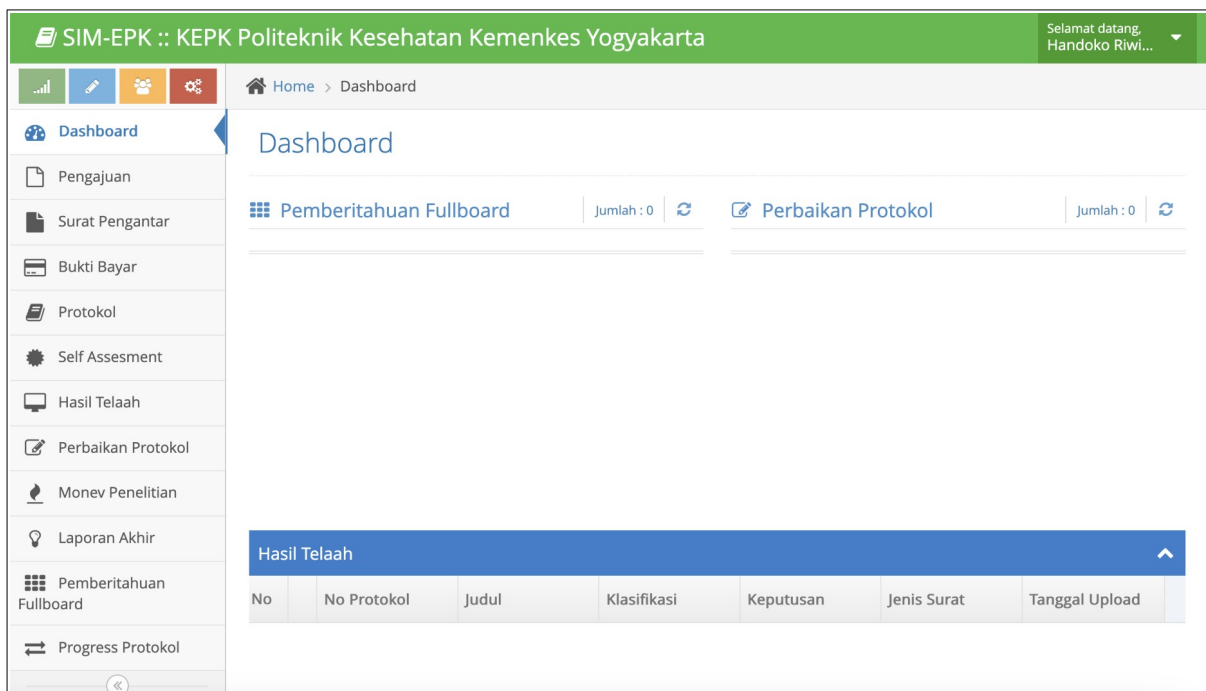 SIM-EPK :: KEPK Politeknik Kesehatan Kemenkes Yogyakarta
Selamat datang,
Handoko Riwi...
Home > Dashboard
Dashboard
Pengajuan
Surat Pengantar
Bukti Bayar
Protokol
Self Assesment
Hasil Telaah
Perbaikan Protokol
Monev Penelitian
Laporan Akhir
Pemberitahuan
Fullboard
Progress Protokol
Dashboard
Pemberitahuan Fullboard
Jumlah : 0
Perbaikan Protokol
Jumlah : 0
Hasil Telaah
No No Protokol Judul Klasifikasi Keputusan Jenis Surat Tanggal Upload